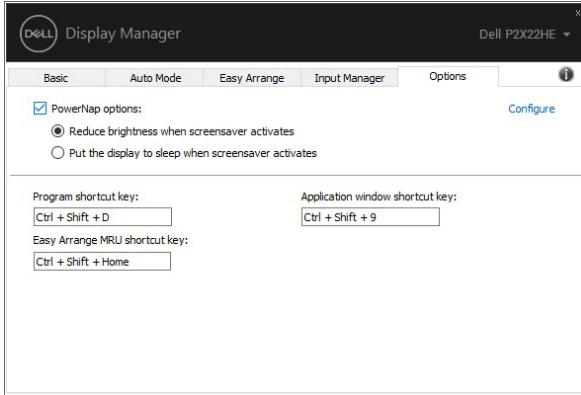 DELL Display Manager
Dell P2X22HE
Basic Auto Mode Easy Arrange Input Manager Options
PowerNap options: Configure
Reduce brightness when screensaver activates
Put the display to sleep when screensaver activates
Program shortcut key: Application window shortcut key:
Ctrl + Shift + D Ctrl + Shift + 9
Easy Arrange MRU shortcut key:
Ctrl + Shift + Home